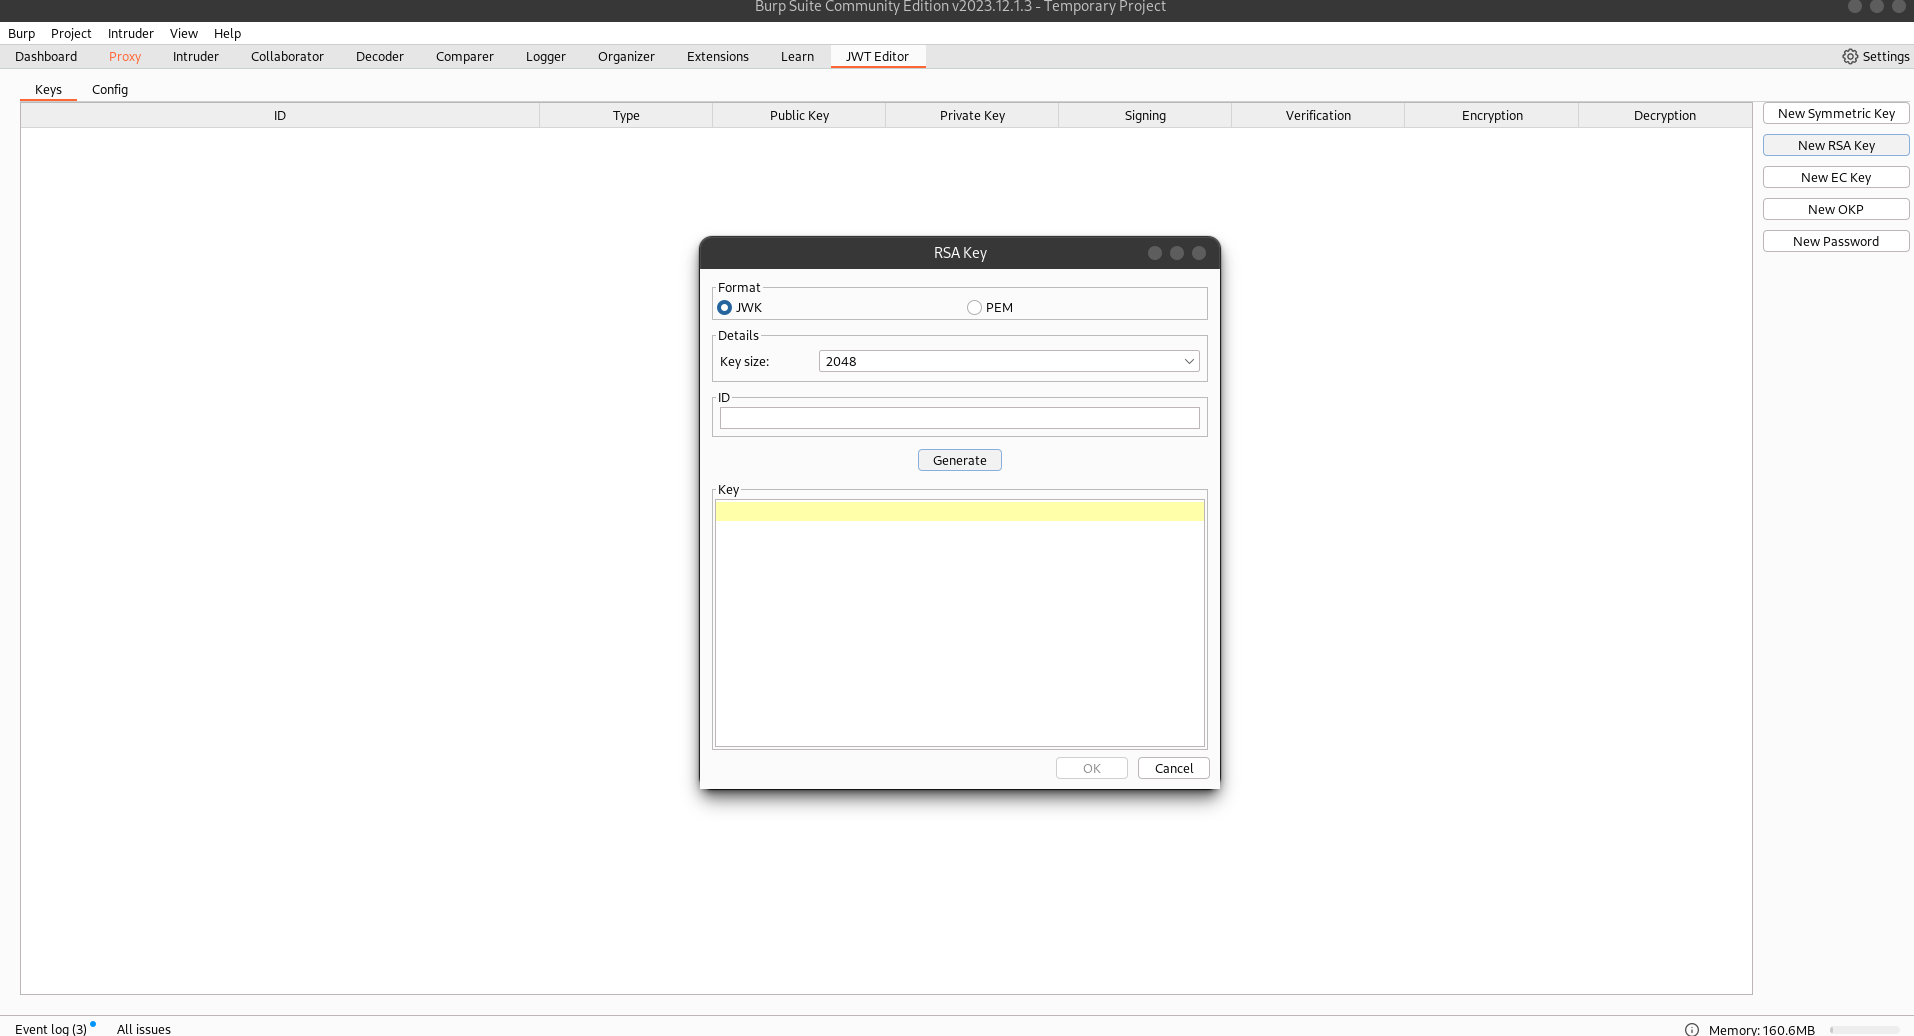 Burp Suite Community Edition v2023.12.1.3 - Temporary Project
Burp Project Intruder View Help
Dashboard Proxy Intruder Collaborator Decoder Comparer Logger Organizer Extensions Learn JWT Editor Settings
Keys Config
ID Type Public Key Private Key Signing Verification Encryption Decryption
New Symmetric Key
New RSA Key
New EC Key
New OKP
New Password
RSA Key
Format
JWK PEM
Details
Key size: 2048
ID
Generate
Key
OK Cancel
Event log (3) All issues Memory: 160.6MB